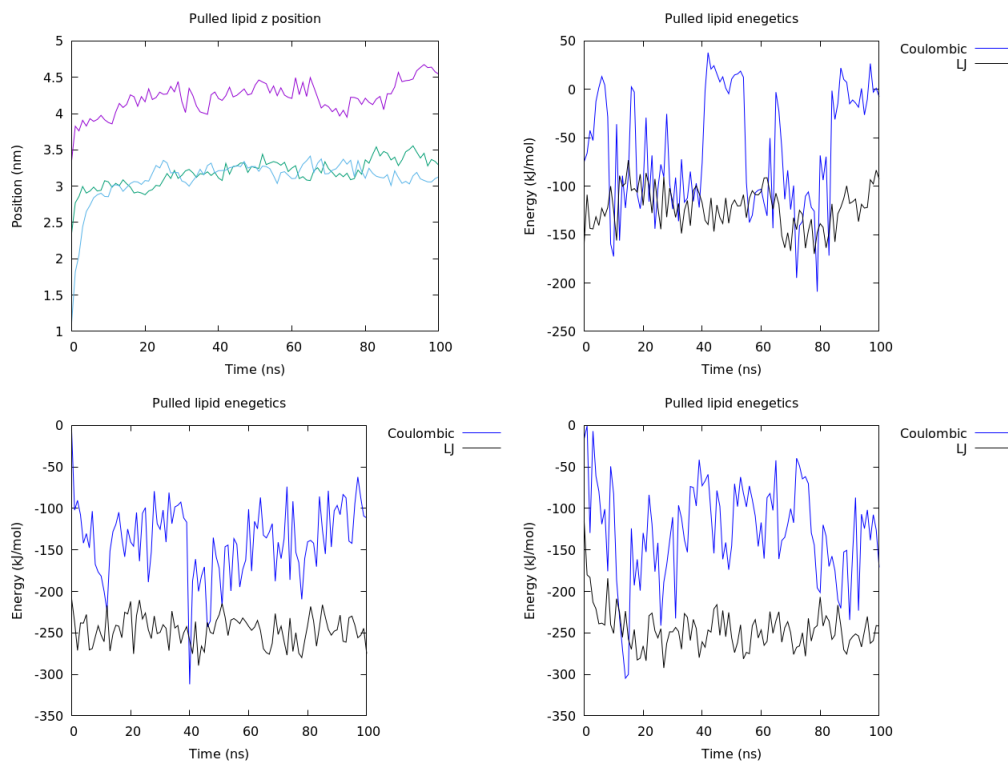 Pulled lipid z position
5
4.5
4
3.5
3
2.5
2
1.5
1
0 20 40 60 80 100
Position (nm)
Time (ns)
Pulled lipid enegetics
Coulombic
LJ
50
0
-50
-100
-150
-200
-250
0 20 40 60 80 100
Energy (kJ/mol)
Time (ns)
Pulled lipid enegetics
Coulombic
LJ
0
-50
-100
-150
-200
-250
-300
-350
0 20 40 60 80 100
Energy (kJ/mol)
Time (ns)
Pulled lipid enegetics
Coulombic
LJ
0
-50
-100
-150
-200
-250
-300
-350
0 20 40 60 80 100
Energy (kJ/mol)
Time (ns)